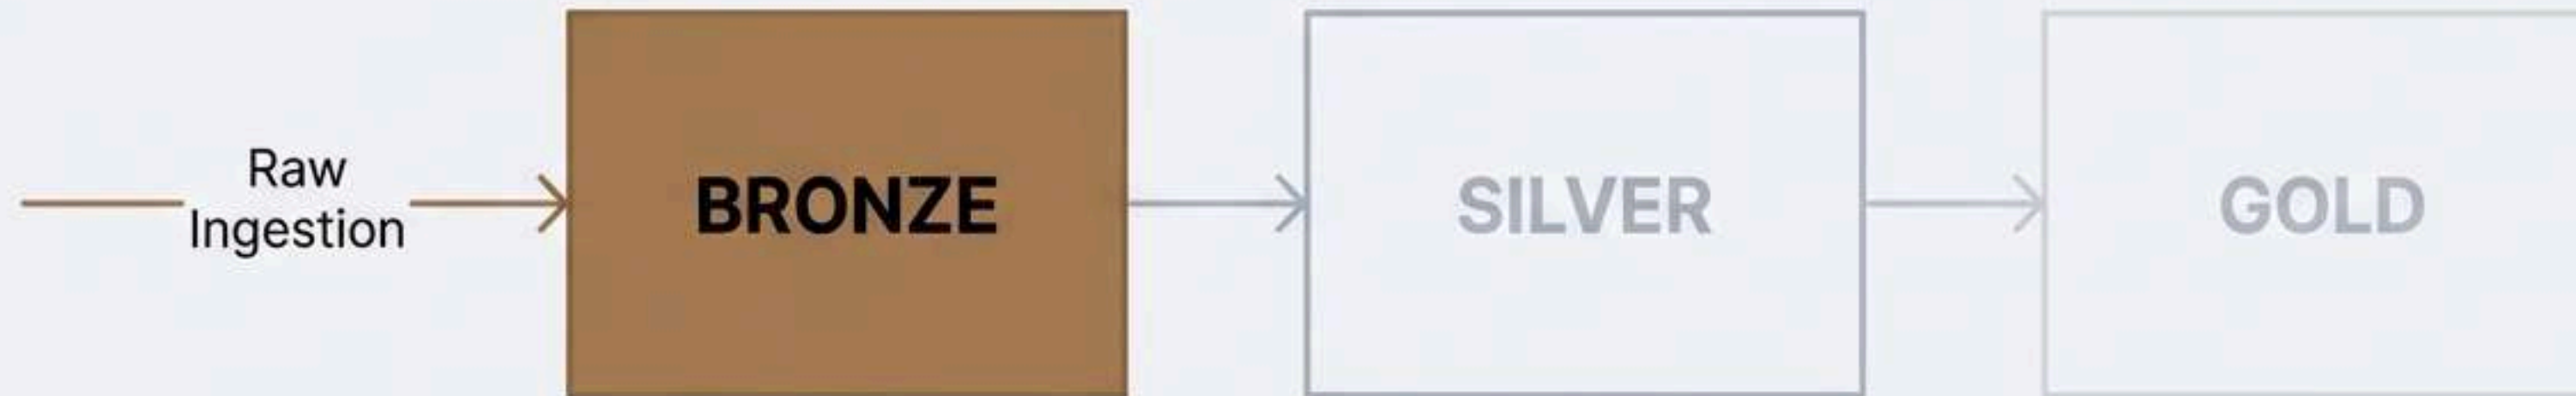 Raw
Ingestion
BRONZE
SILVER
GOLD